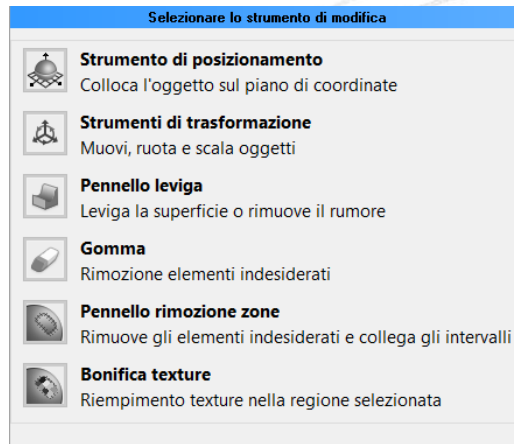 Selezionare lo strumento di modifica
Strumento di posizionamento
Colloca l'oggetto sul piano di coordinate
Strumenti di trasformazione
Muovi, ruota e scala oggetti
Pennello leviga
Leviga la superficie o rimuove il rumore
Gomma
Rimozione elementi indesiderati
Pennello rimozione zone
Rimuove gli elementi indesiderati e collega gli intervalli
Bonifica texture
Riempimento texture nella regione selezionata